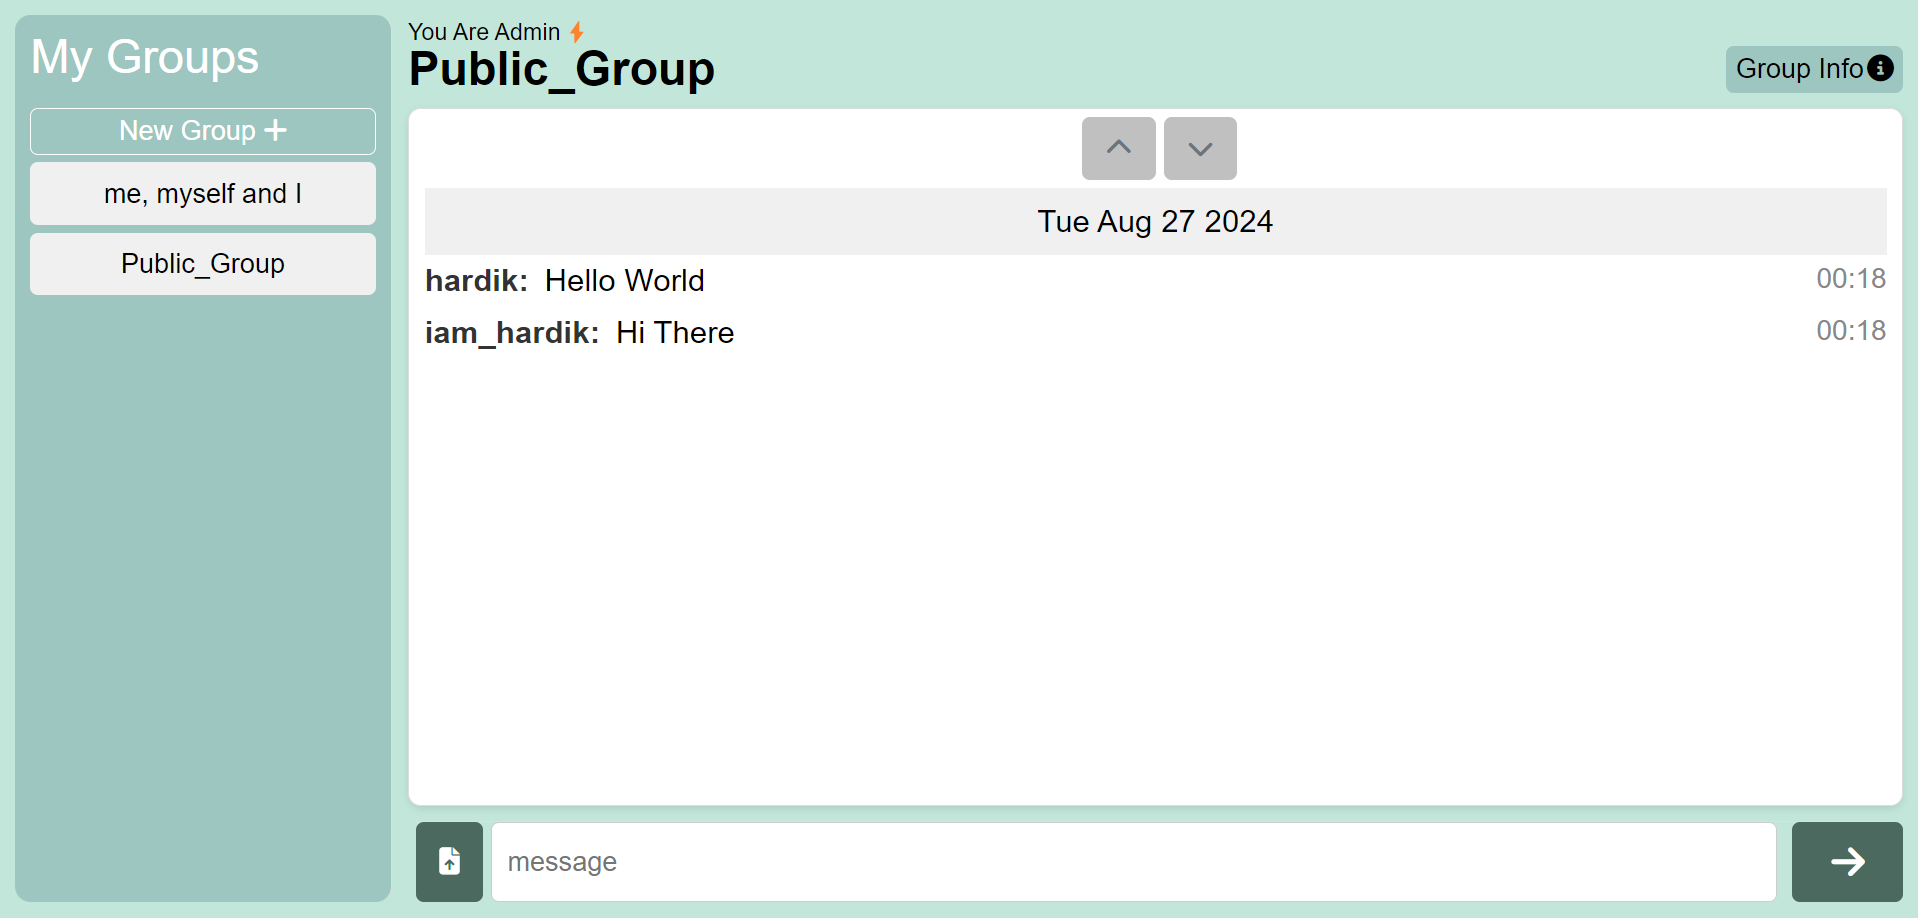 My Groups
New Group
me, myself and I
Public_Group
You Are Admin
Public_Group
Group Info
Tue Aug 27 2024
hardik: Hello World 00:18
iam_hardik: Hi There 00:18
message